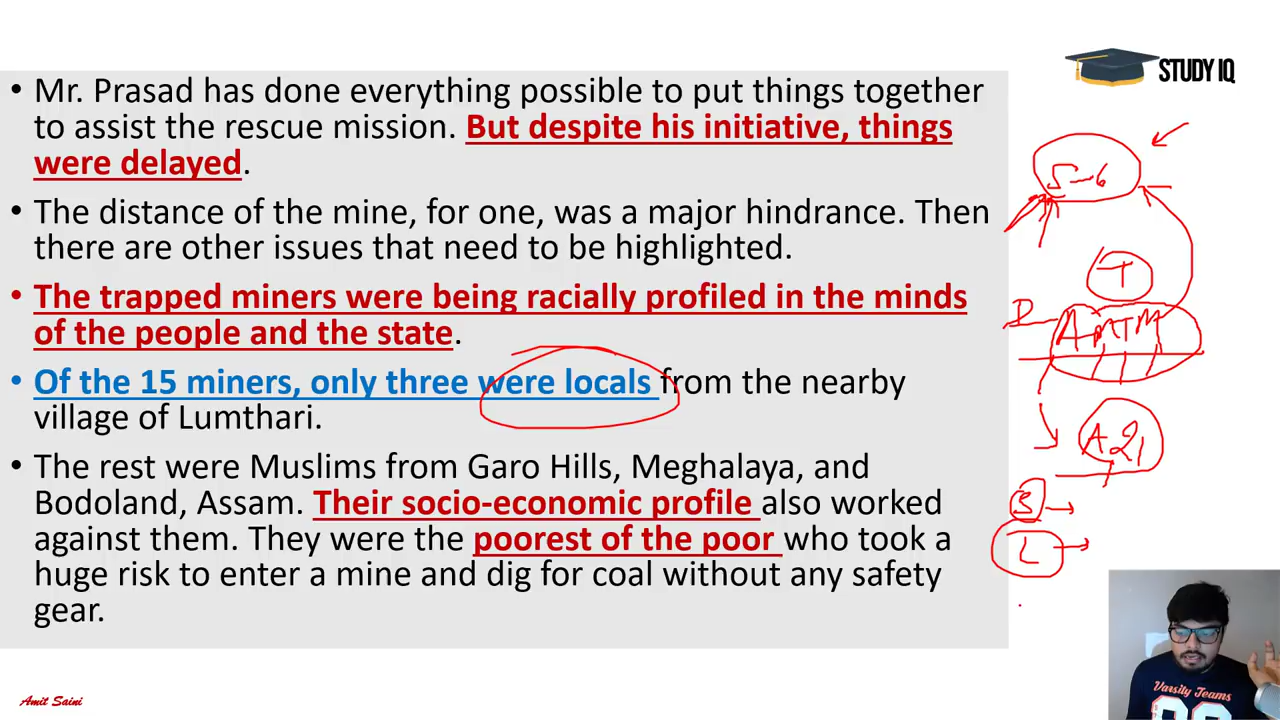 STUDY IQ
• Mr. Prasad has done everything possible to put things together
to assist the rescue mission. But despite his initiative, things
were delayed.
• The distance of the mine, for one, was a major hindrance. Then
there are other issues that need to be highlighted.
• The trapped miners were being racially profiled in the minds
of the people and the state.
• Of the 15 miners, only three were locals from the nearby
village of Lumthari.
• The rest were Muslims from Garo Hills, Meghalaya, and
Bodoland, Assam. Their socio-economic profile also worked
against them. They were the poorest of the poor who took a
huge risk to enter a mine and dig for coal without any safety
gear.
5-6
T
A 21
L
Varsity Teams
Amit Saini